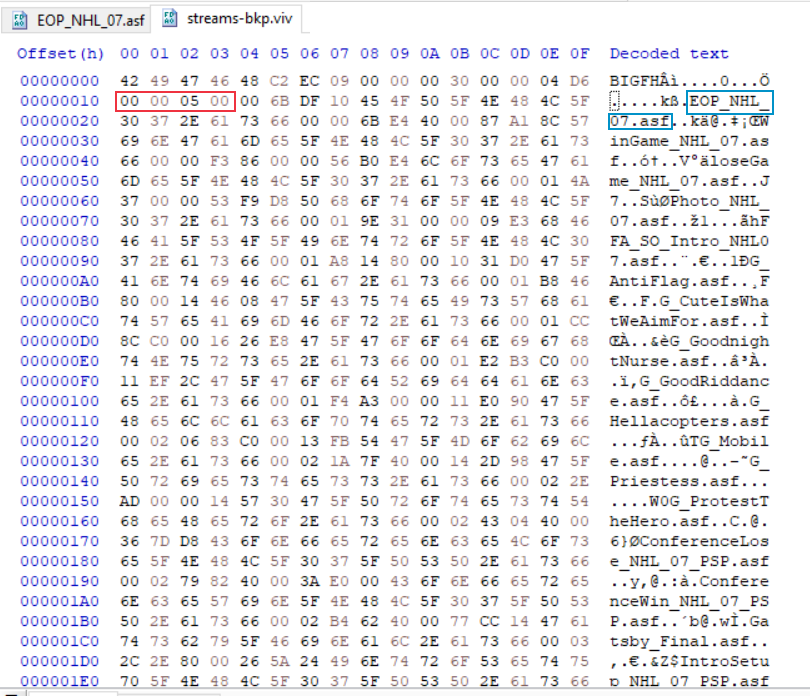 EOP_NHL_07.asf streams-bkp.viv
Offset(h) 00 01 02 03 04 05 06 07 08 09 0A 0B 0C 0D 0E 0F Decoded text
00000000 42 49 47 46 48 C2 EC 09 00 00 00 30 00 00 04 D6 BIGFHÂì....0...Ö
00000010 00 00 05 00 00 6B DF 10 45 4F 50 5F 4E 48 4C 5F .....kß.EOP_NHL_
00000020 30 37 2E 61 73 66 00 00 6B E4 40 00 87 A1 8C 57 07.asf..kä@.‡¡ŒW
00000030 69 6E 47 61 6D 65 5F 4E 48 4C 5F 30 37 2E 61 73 inGame_NHL_07.as
00000040 66 00 00 F3 86 00 00 56 B0 E4 6C 6F 73 65 47 61 f..ó†..V°äloseGa
00000050 6D 65 5F 4E 48 4C 5F 30 37 2E 61 73 66 00 01 4A me_NHL_07.asf..J
00000060 37 00 00 53 F9 D8 50 68 6F 74 6F 5F 4E 48 4C 5F 7..SùØPhoto_NHL_
00000070 30 37 2E 61 73 66 00 01 9E 31 00 00 09 E3 68 46 07.asf..ž1...ãhF
00000080 46 41 5F 53 4F 5F 49 6E 74 72 6F 5F 4E 48 4C 30 FA_SO_Intro_NHL0
00000090 37 2E 61 73 66 00 01 A8 14 80 00 10 31 D0 47 5F 7.asf..¨.€..1ÐG_
000000A0 41 6E 74 69 46 6C 61 67 2E 61 73 66 00 01 B8 46 AntiFlag.asf..¸F
000000B0 80 00 14 46 08 47 5F 43 75 74 65 49 73 57 68 61 €..F.G_CuteIsWha
000000C0 74 57 65 41 69 6D 46 6F 72 2E 61 73 66 00 01 CC tWeAimFor.asf..Ì
000000D0 8C C0 00 16 26 E8 47 5F 47 6F 6F 64 6E 69 67 68 ŒÀ..&èG_Goodnigh
000000E0 74 4E 75 72 73 65 2E 61 73 66 00 01 E2 B3 C0 00 tNurse.asf..â³À.
000000F0 11 EF 2C 47 5F 47 6F 6F 64 52 69 64 64 61 6E 63 .ï,G_GoodRiddanc
00000100 65 2E 61 73 66 00 01 F4 A3 00 00 11 E0 90 47 5F e.asf..ô£...à.G_
00000110 48 65 6C 6C 61 63 6F 70 74 65 72 73 2E 61 73 66 Hellacopters.asf
00000120 00 02 06 83 C0 00 13 FB 54 47 5F 4D 6F 62 69 6C ...ƒÀ..ûTG_Mobil
00000130 65 2E 61 73 66 00 02 1A 7F 40 00 14 2D 98 47 5F e.asf....@..-˜G_
00000140 50 72 69 65 73 74 65 73 73 2E 61 73 66 00 02 2E Priestess.asf...
00000150 AD 00 00 14 57 30 47 5F 50 72 6F 74 65 73 74 54 ....W0G_ProtestT
00000160 68 65 48 65 72 6F 2E 61 73 66 00 02 43 04 40 00 heHero.asf..C.@.
00000170 36 7D D8 43 6F 6E 66 65 72 65 6E 63 65 4C 6F 73 6}ØConferenceLos
00000180 65 5F 4E 48 4C 5F 30 37 5F 50 53 50 2E 61 73 66 e_NHL_07_PSP.asf
00000190 00 02 79 82 40 00 3A E0 00 43 6F 6E 66 65 72 65 ..y‚@.:à.Confere
000001A0 6E 63 65 57 69 6E 5F 4E 48 4C 5F 30 37 5F 50 53 nceWin_NHL_07_PS
000001B0 50 2E 61 73 66 00 02 B4 62 40 00 77 CC 14 47 61 P.asf..´b@.wÌ.Ga
000001C0 74 73 62 79 5F 46 69 6E 61 6C 2E 61 73 66 00 03 tsby_Final.asf..
000001D0 2C 2E 80 00 26 5A 24 49 6E 74 72 6F 53 65 74 75 ,.€.&Z$IntroSetu
000001E0 70 5F 4E 48 4C 5F 30 37 5F 50 53 50 2E 61 73 66 p_NHL_07_PSP.asf